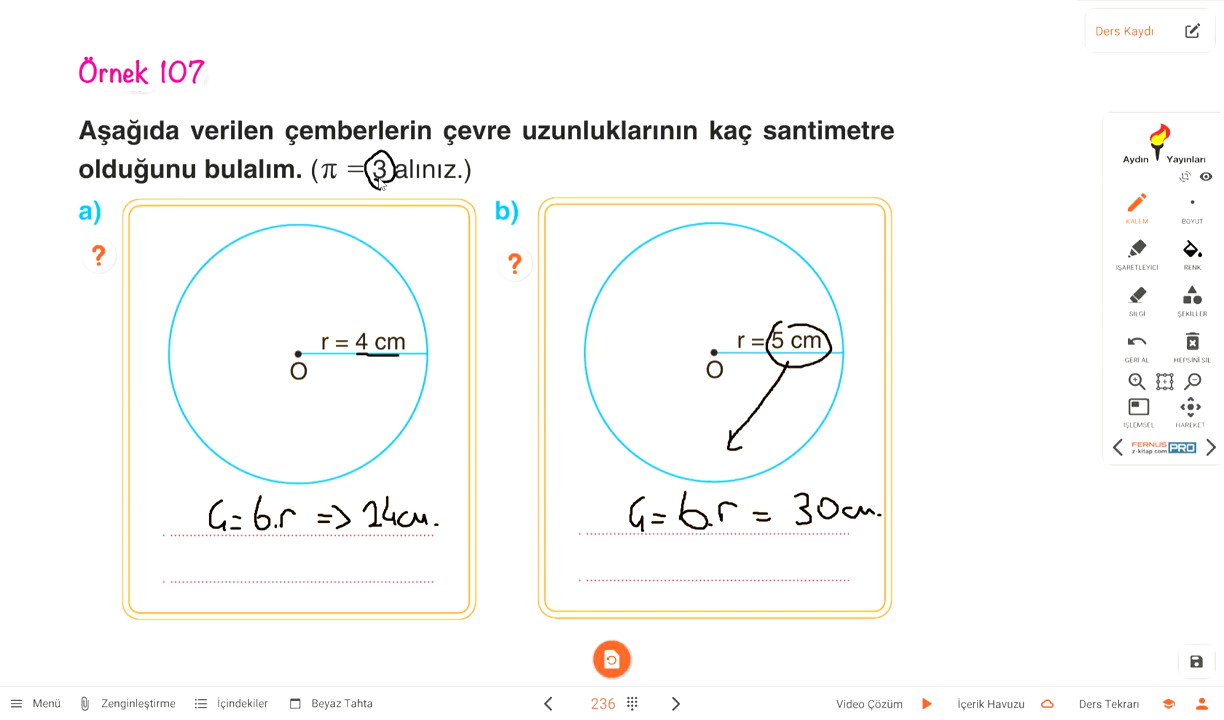 Ders Kaydı
Örnek 107
Aşağıda verilen çemberlerin çevre uzunluklarının kaç santimetre
olduğunu bulalım. (π = 3 alınız.)
a)
?
r = 4 cm
O
Ç = 6.r => 24cm.
b)
?
r = 5 cm
O
Ç = 6.r = 30cm.
Aydın Yayınları
KALEM
BOYUT
İŞARETLEYİCİ
RENK
SİLGİ
ŞEKİLLER
GERİ AL
HEPSİNİ SİL
İŞLEMSEL
HAREKET
FERNUS
z-kitap.com PRO
Menü
Zenginleştirme
İçindekiler
Beyaz Tahta
236
Video Çözüm
İçerik Havuzu
Ders Tekrarı